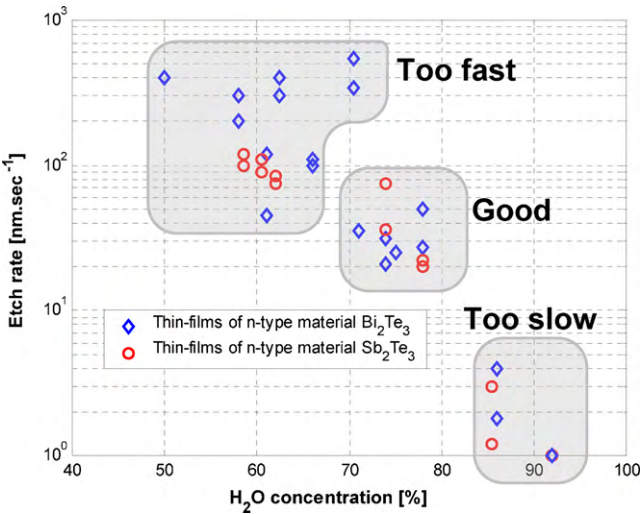 10³
10²
10¹
10⁰
Etch rate [nm.sec⁻¹]
Too fast
Good
Too slow
Thin-films of n-type material Bi₂Te₃
Thin-films of n-type material Sb₂Te₃
40 50 60 70 80 90 100
H₂O concentration [%]